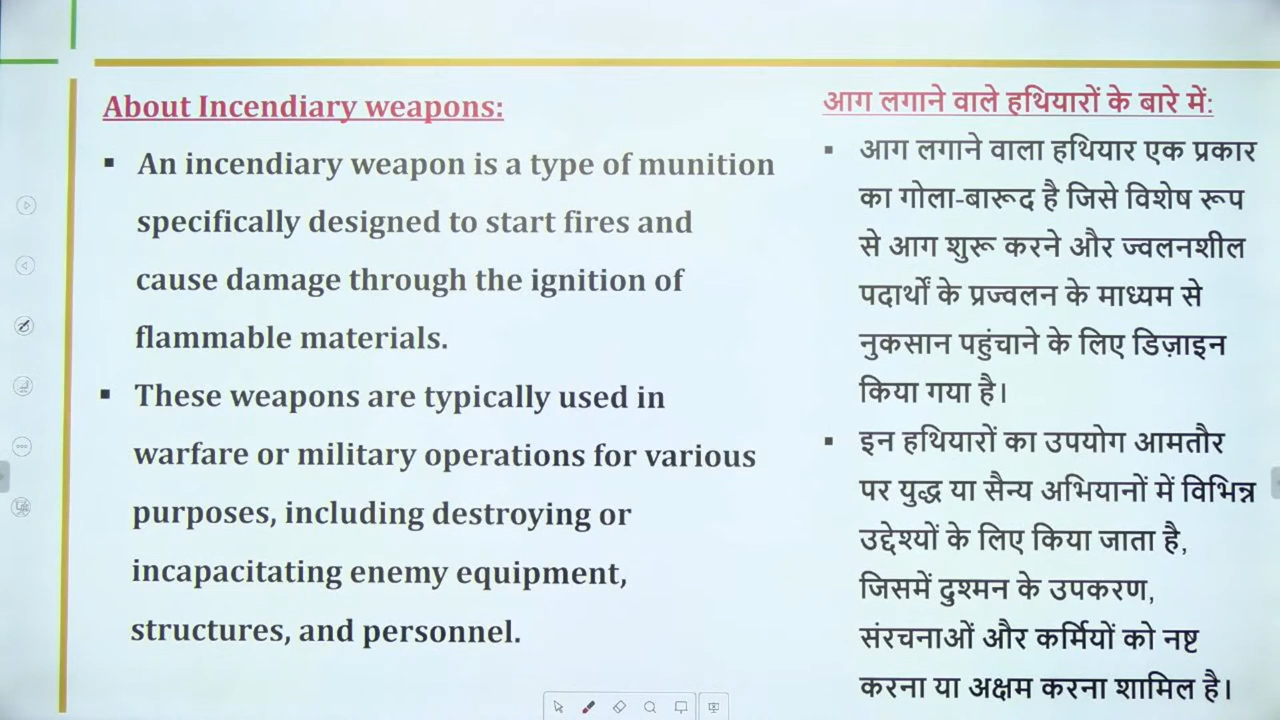 About Incendiary weapons:
▪ An incendiary weapon is a type of munition
specifically designed to start fires and
cause damage through the ignition of
flammable materials.
▪ These weapons are typically used in
warfare or military operations for various
purposes, including destroying or
incapacitating enemy equipment,
structures, and personnel.
आग लगाने वाले हथियारों के बारे में:
▪ आग लगाने वाला हथियार एक प्रकार
का गोला-बारूद है जिसे विशेष रूप
से आग शुरू करने और ज्वलनशील
पदार्थों के प्रज्वलन के माध्यम से
नुकसान पहुंचाने के लिए डिज़ाइन
किया गया है।
▪ इन हथियारों का उपयोग आमतौर
पर युद्ध या सैन्य अभियानों में विभिन्न
उद्देश्यों के लिए किया जाता है,
जिसमें दुश्मन के उपकरण,
संरचनाओं और कर्मियों को नष्ट
करना या अक्षम करना शामिल है।